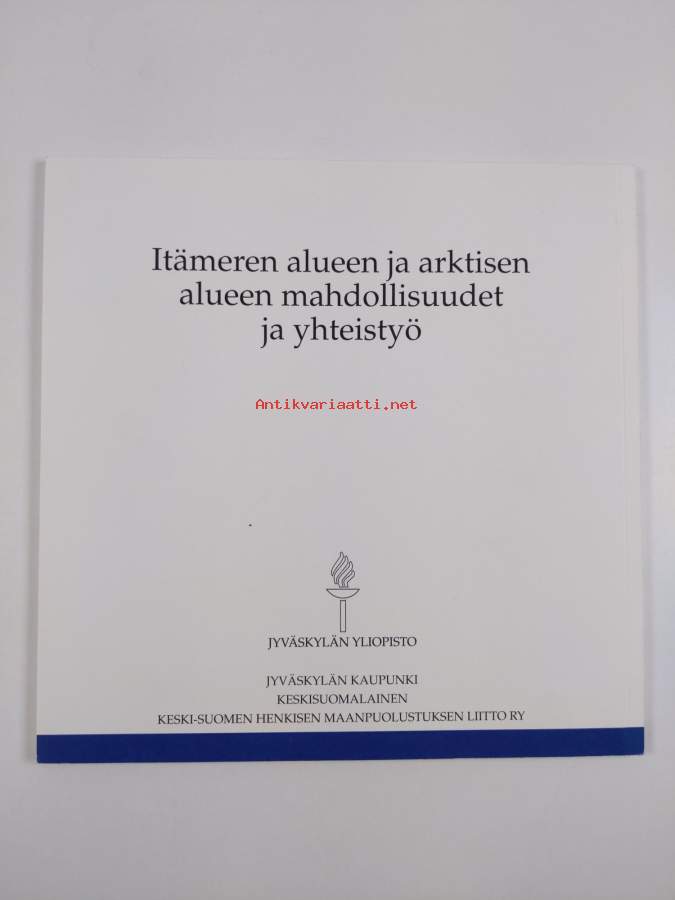 Itämeren alueen ja arktisen
alueen mahdollisuudet
ja yhteistyö
Antikvariaatti.net
JYVÄSKYLÄN YLIOPISTO
JYVÄSKYLÄN KAUPUNKI
KESKISUOMALAINEN
KESKI-SUOMEN HENKISEN MAANPUOLUSTUKSEN LIITTO RY